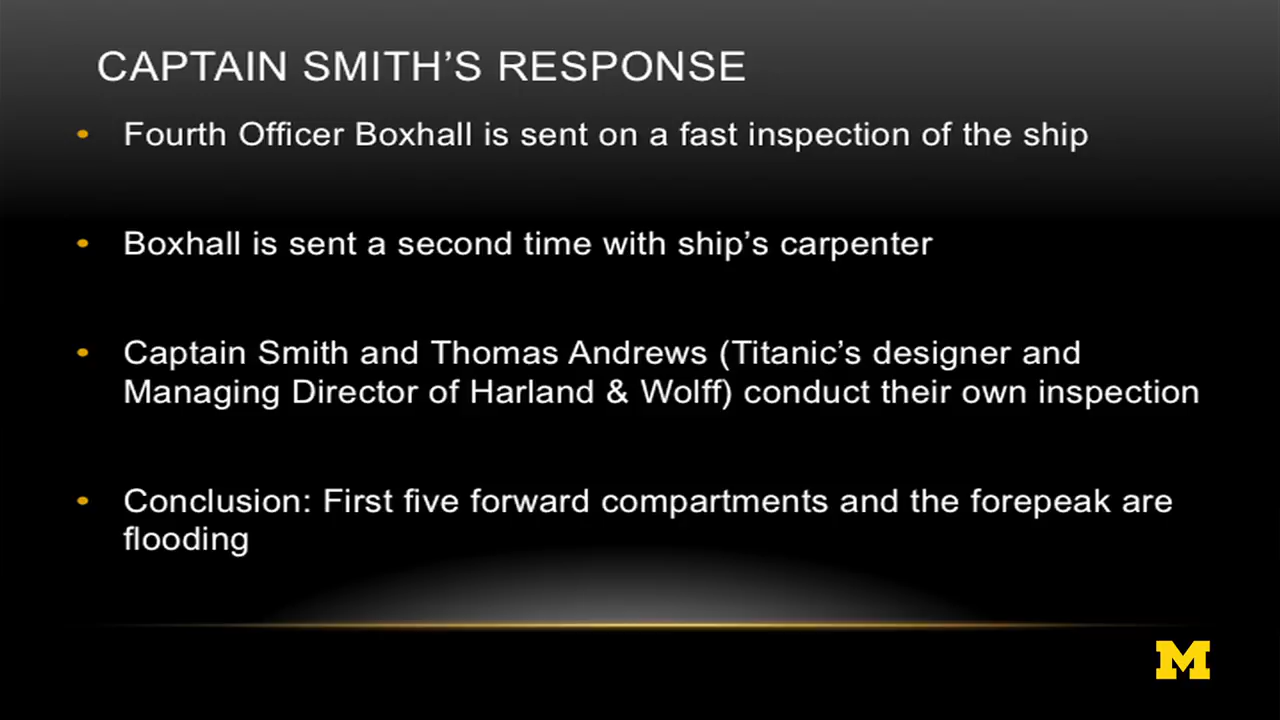 CAPTAIN SMITH’S RESPONSE
• Fourth Officer Boxhall is sent on a fast inspection of the ship
• Boxhall is sent a second time with ship’s carpenter
• Captain Smith and Thomas Andrews (Titanic’s designer and
Managing Director of Harland & Wolff) conduct their own inspection
• Conclusion: First five forward compartments and the forepeak are
flooding
M